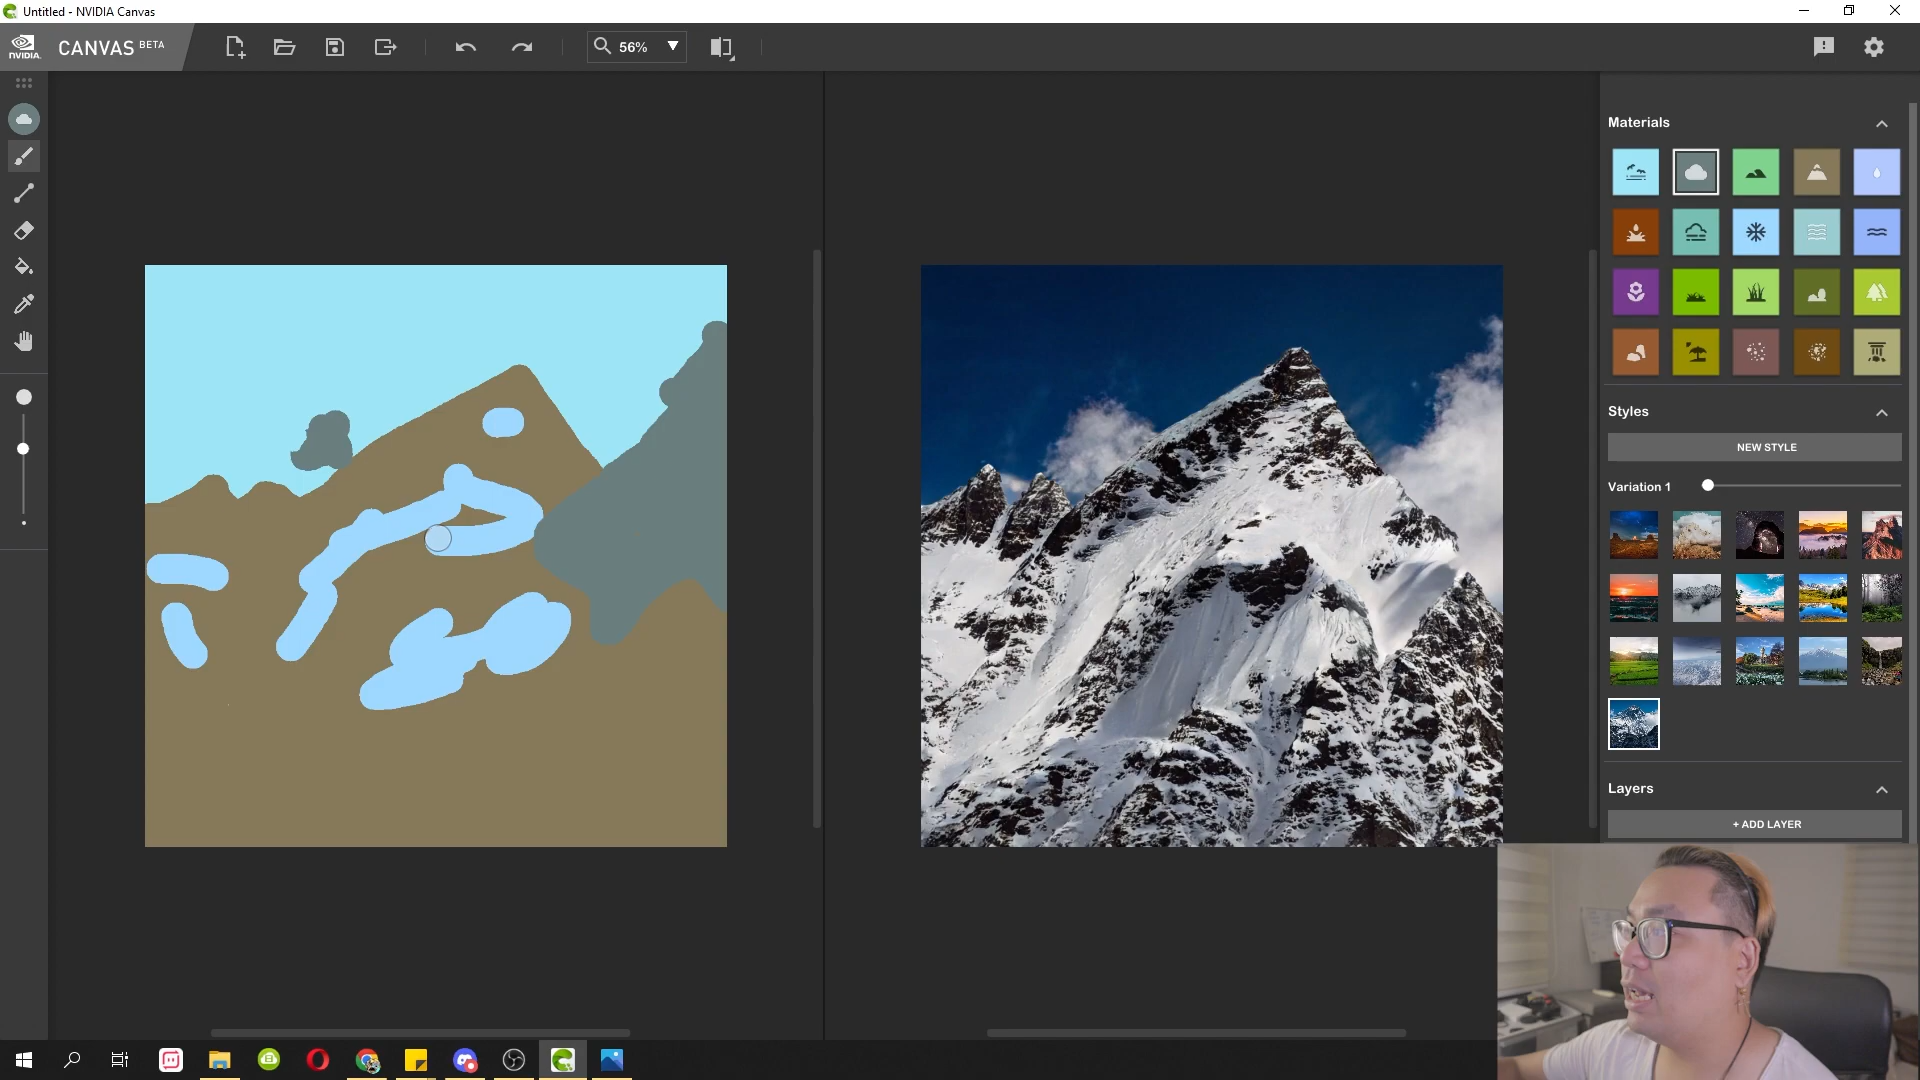 Untitled - NVIDIA Canvas
NVIDIA.
CANVAS BETA
56%
Materials
Styles
NEW STYLE
Variation 1
Layers
+ ADD LAYER